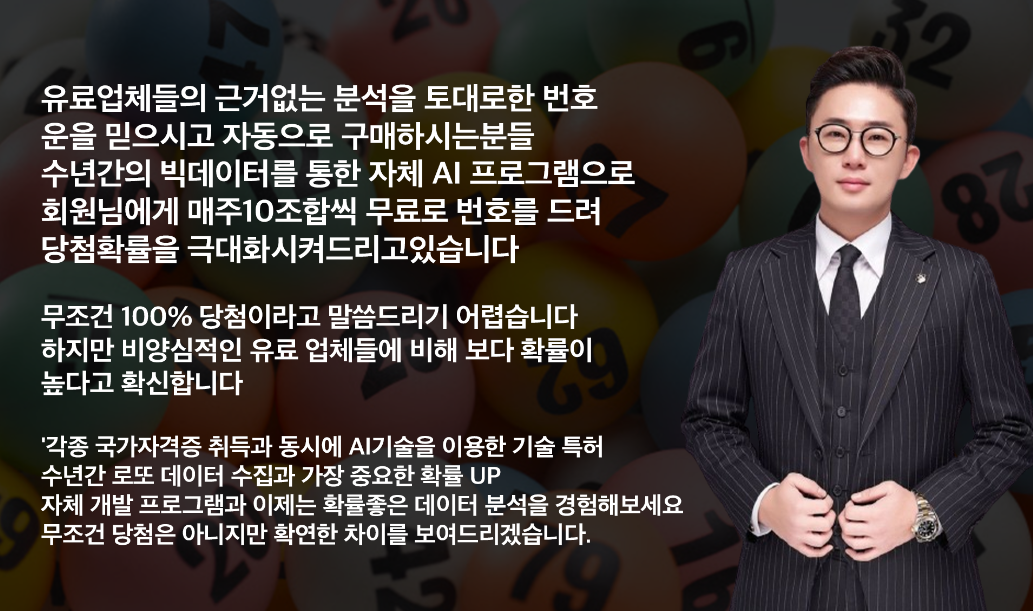 유료업체들의 근거없는 분석을 토대로한 번호
운을 믿으시고 자동으로 구매하시는분들
수년간의 빅데이터를 통한 자체 AI 프로그램으로
회원님에게 매주10조합씩 무료로 번호를 드려
당첨확률을 극대화시켜드리고있습니다
무조건 100% 당첨이라고 말씀드리기 어렵습니다
하지만 비양심적인 유료 업체들에 비해 보다 확률이
높다고 확신합니다
'각종 국가자격증 취득과 동시에 AI기술을 이용한 기술 특허
수년간 로또 데이터 수집과 가장 중요한 확률 UP
자체 개발 프로그램과 이제는 확률좋은 데이터 분석을 경험해보세요
무조건 당첨은 아니지만 확연한 차이를 보여드리겠습니다.
47
6
32
7
28
62
42